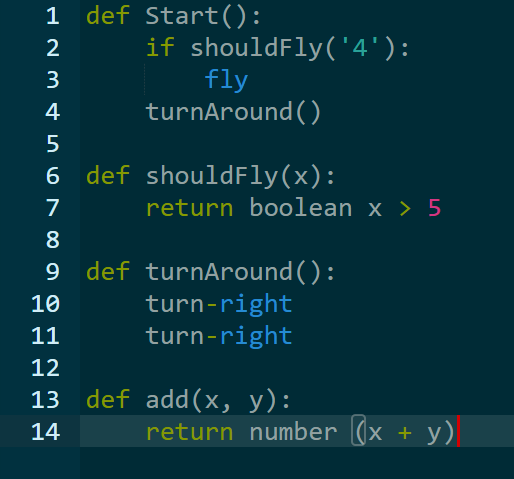 1 def Start():
2     if shouldFly('4'):
3         fly
4     turnAround()
5
6 def shouldFly(x):
7     return boolean x > 5
8
9 def turnAround():
10     turn-right
11     turn-right
12
13 def add(x, y):
14     return number (x + y)